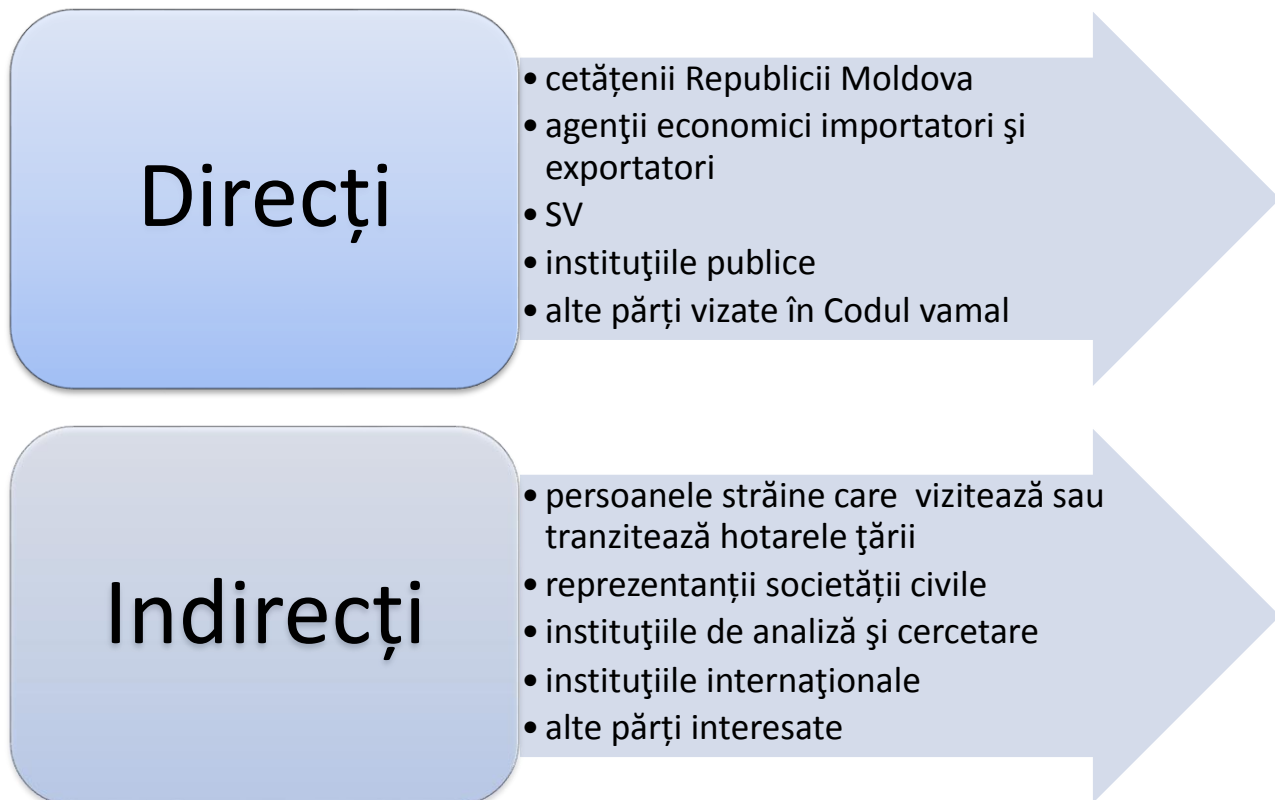 Direcți
• cetățenii Republicii Moldova
• agenţii economici importatori şi
exportatori
• SV
• instituţiile publice
• alte părți vizate în Codul vamal
Indirecți
• persoanele străine care  vizitează sau
tranzitează hotarele ţării
• reprezentanții societății civile
• instituţiile de analiză şi cercetare
• instituţiile internaţionale
• alte părți interesate